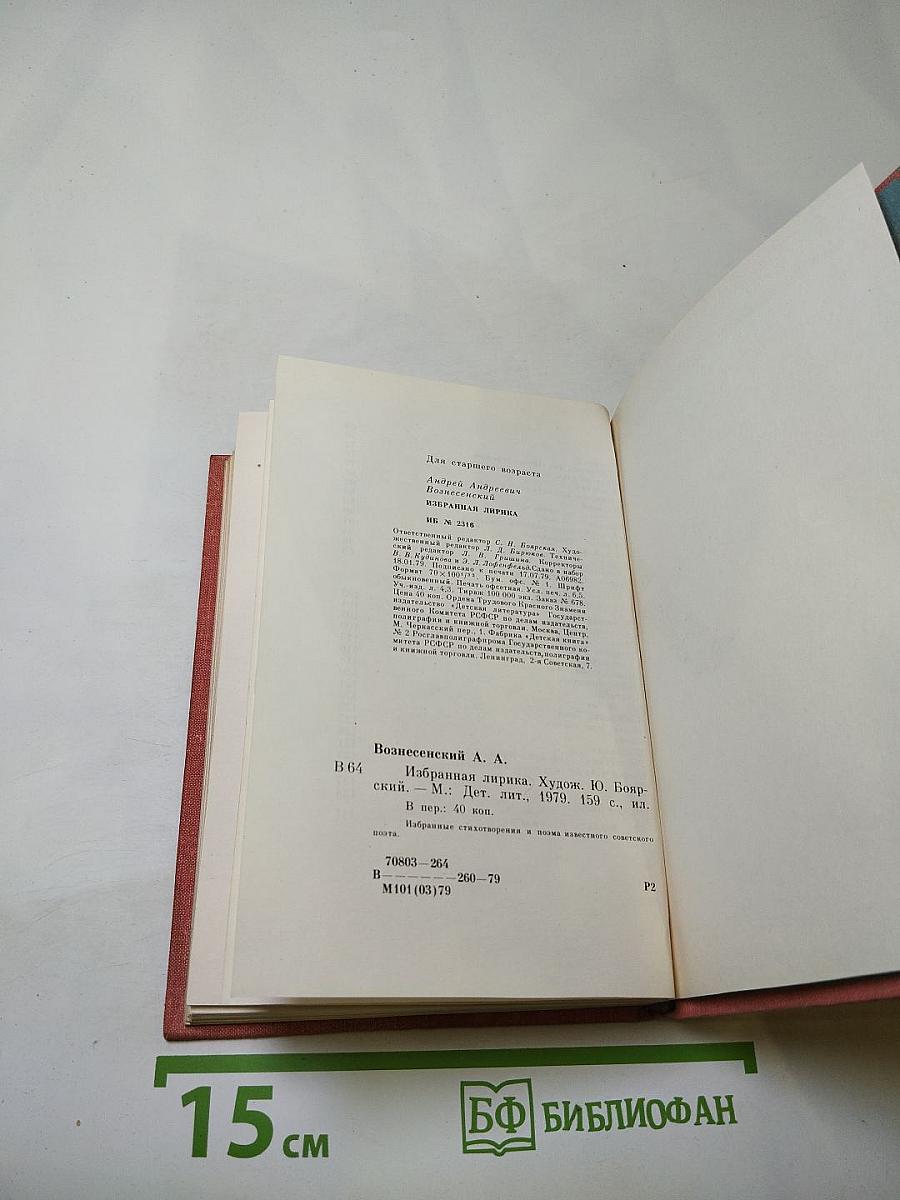 Для старшего возраста
Андрей Андреевич
Вознесенский
ИЗБРАННАЯ ЛИРИКА
ИБ № 2316
Ответственный редактор С. Н. Боярская. Худо-
жественный редактор Л. Д. Бирюков. Техниче-
ский редактор Л. В. Гришина. Корректоры
В. В. Кудинова и Э. Л. Лофенфельд. Сдано в набор
18.01.79. Подписано к печати 17.07.79. А06982.
Формат 70×100 1/32. Бум. офс. № 1. Шрифт
обыкновенный. Печать офсетная. Усл. печ. л. 6,5.
Уч.-изд. л. 4,3. Тираж 100 000 экз. Заказ № 678.
Цена 40 коп. Ордена Трудового Красного Знамени
издательство «Детская литература» Государст-
венного Комитета РСФСР по делам издательств,
полиграфии и книжной торговли. Москва, Центр,
М. Черкасский пер., 1. Фабрика «Детская книга»
№ 2 Росглавполиграфпрома Государственного ко-
митета РСФСР по делам издательств, полиграфии
и книжной торговли. Ленинград, 2-я Советская, 7.
Вознесенский А. А.
В 64 Избранная лирика. Худож. Ю. Бояр-
ский. — М.: Дет. лит., 1979. 159 с., ил.
В пер.: 40 коп.
Избранные стихотворения и поэма известного советского
поэта.
70803—264
В——————260—79
М101(03)79
Р2
15 см
БФ БИБЛИОФАН